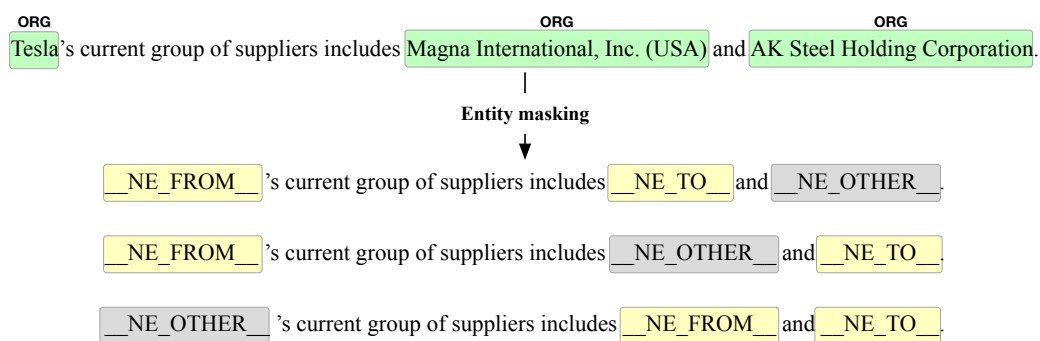 ORG ORG ORG
Tesla’s current group of suppliers includes Magna International, Inc. (USA) and AK Steel Holding Corporation.
Entity masking
__NE_FROM__ ’s current group of suppliers includes __NE_TO__ and __NE_OTHER__.
__NE_FROM__ ’s current group of suppliers includes __NE_OTHER__ and __NE_TO__.
__NE_OTHER__ ’s current group of suppliers includes __NE_FROM__ and __NE_TO__.